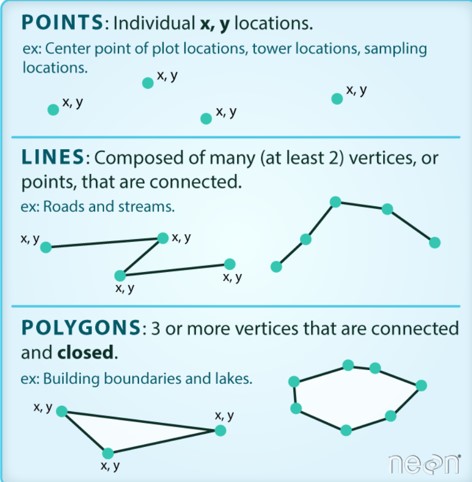 POINTS: Individual x, y locations.
ex: Center point of plot locations, tower locations, sampling
locations.
x, y
x, y
x, y
x, y
LINES: Composed of many (at least 2) vertices, or
points, that are connected.
ex: Roads and streams.
x, y
x, y
x, y
x, y
POLYGONS: 3 or more vertices that are connected
and closed.
ex: Building boundaries and lakes.
x, y
x, y
x, y
neon